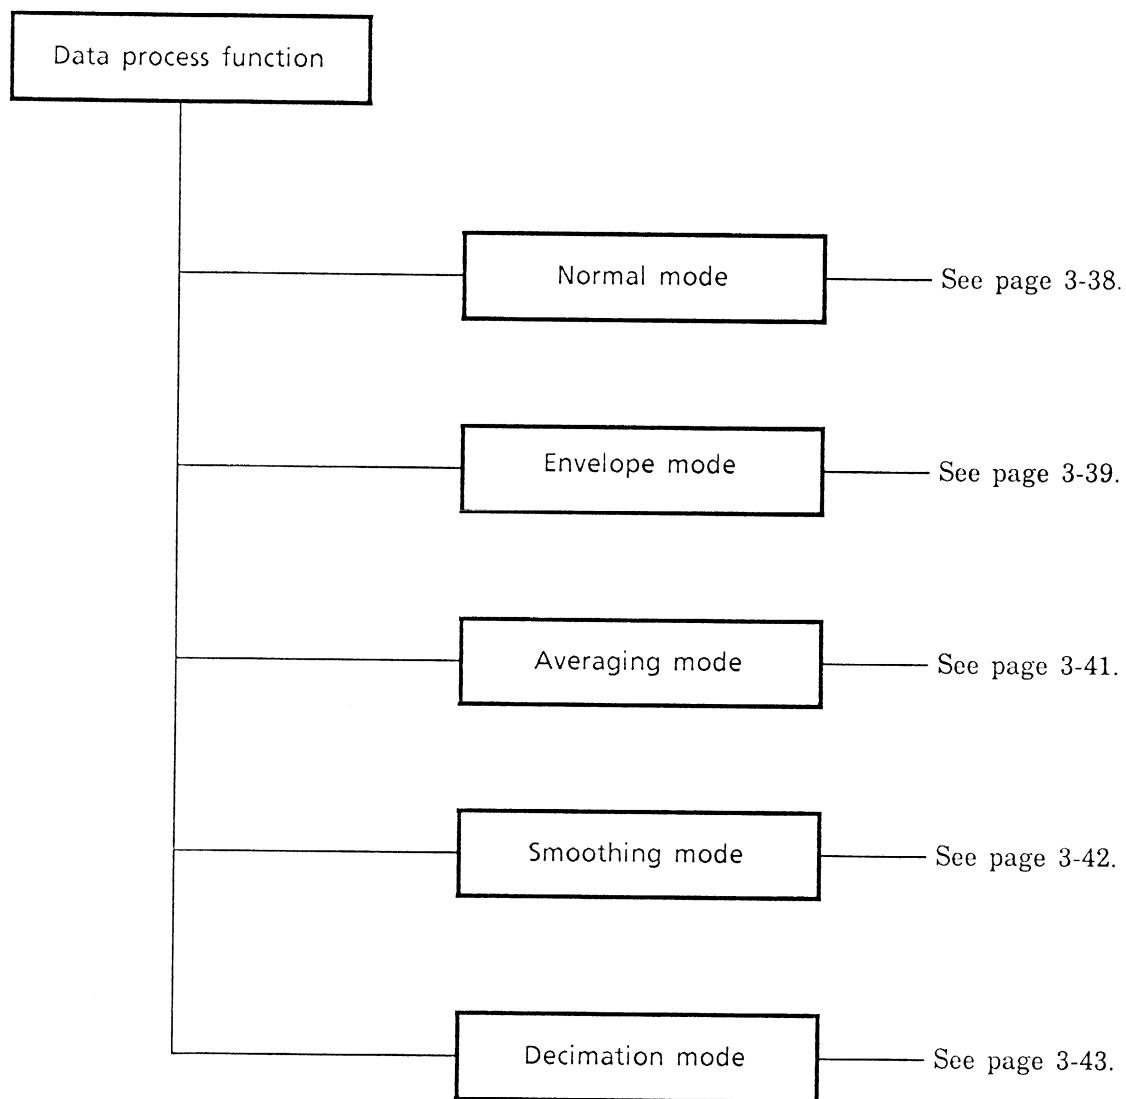 Data process function
Normal mode
See page 3-38.
Envelope mode
See page 3-39.
Averaging mode
See page 3-41.
Smoothing mode
See page 3-42.
Decimation mode
See page 3-43.